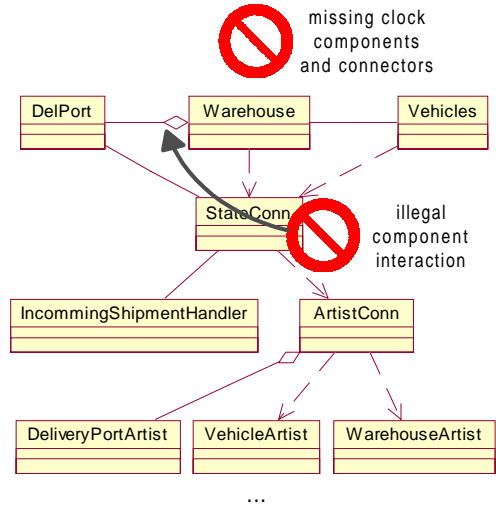 missing clock
components
and connectors
DelPort
Warehouse
Vehicles
StateConn
illegal
component
interaction
IncommingShipmentHandler
ArtistConn
DeliveryPortArtist
VehicleArtist
WarehouseArtist
...